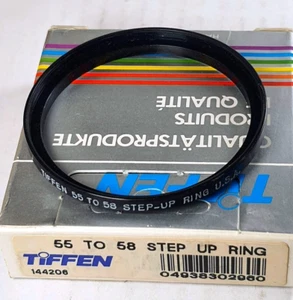 PRODUITS
DE QUALITÉ
PRODUITS
QUALITÄTSPRODUKTE
TIFFEN
TIFFEN 55 TO 58 STEP-UP RING U.S.A.
55 TO 58 STEP UP RING
TIFFEN
144206
04938302960